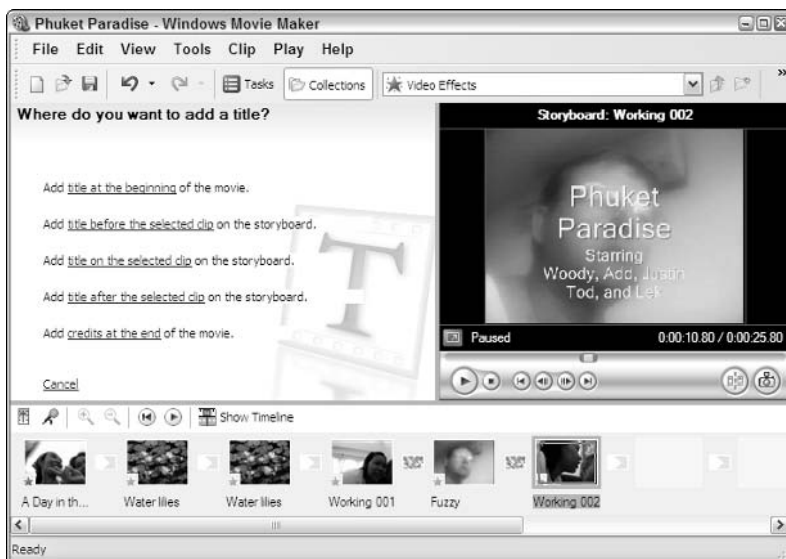 Phuket Paradise - Windows Movie Maker
File Edit View Tools Clip Play Help
Tasks Collections Video Effects »
Where do you want to add a title?
Add title at the beginning of the movie.
Add title before the selected clip on the storyboard.
Add title on the selected clip on the storyboard.
Add title after the selected clip on the storyboard.
Add credits at the end of the movie.
Cancel
T
Storyboard: Working 002
Phuket
Paradise
Starring
Woody, Add, Justin
Tod, and Lek
Paused 0:00:10.80 / 0:00:25.80
Show Timeline
A Day in th... Water lilies Water lilies Working 001 Fuzzy Working 002
Ready